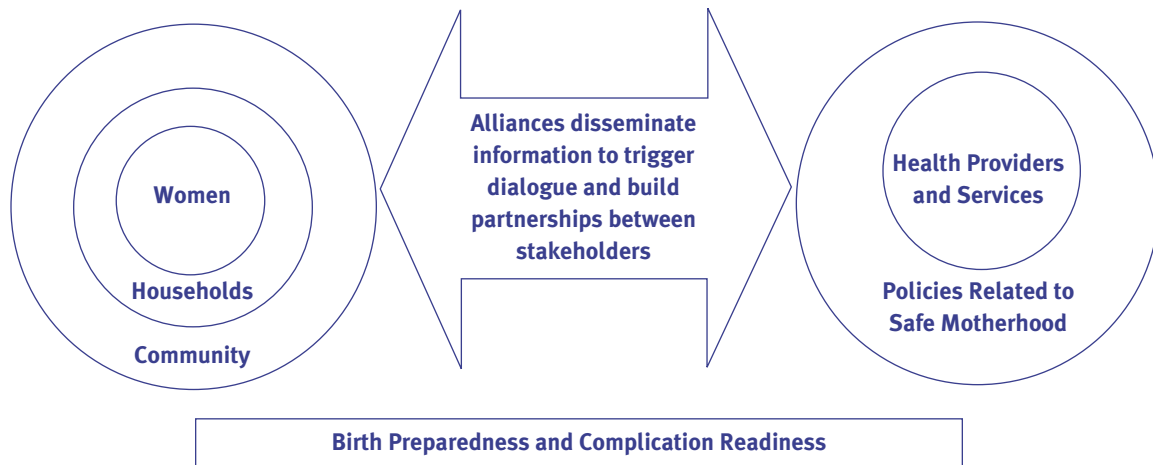 Women
Households
Community
Alliances disseminate
information to trigger
dialogue and build
partnerships between
stakeholders
Health Providers
and Services
Policies Related to
Safe Motherhood
Birth Preparedness and Complication Readiness